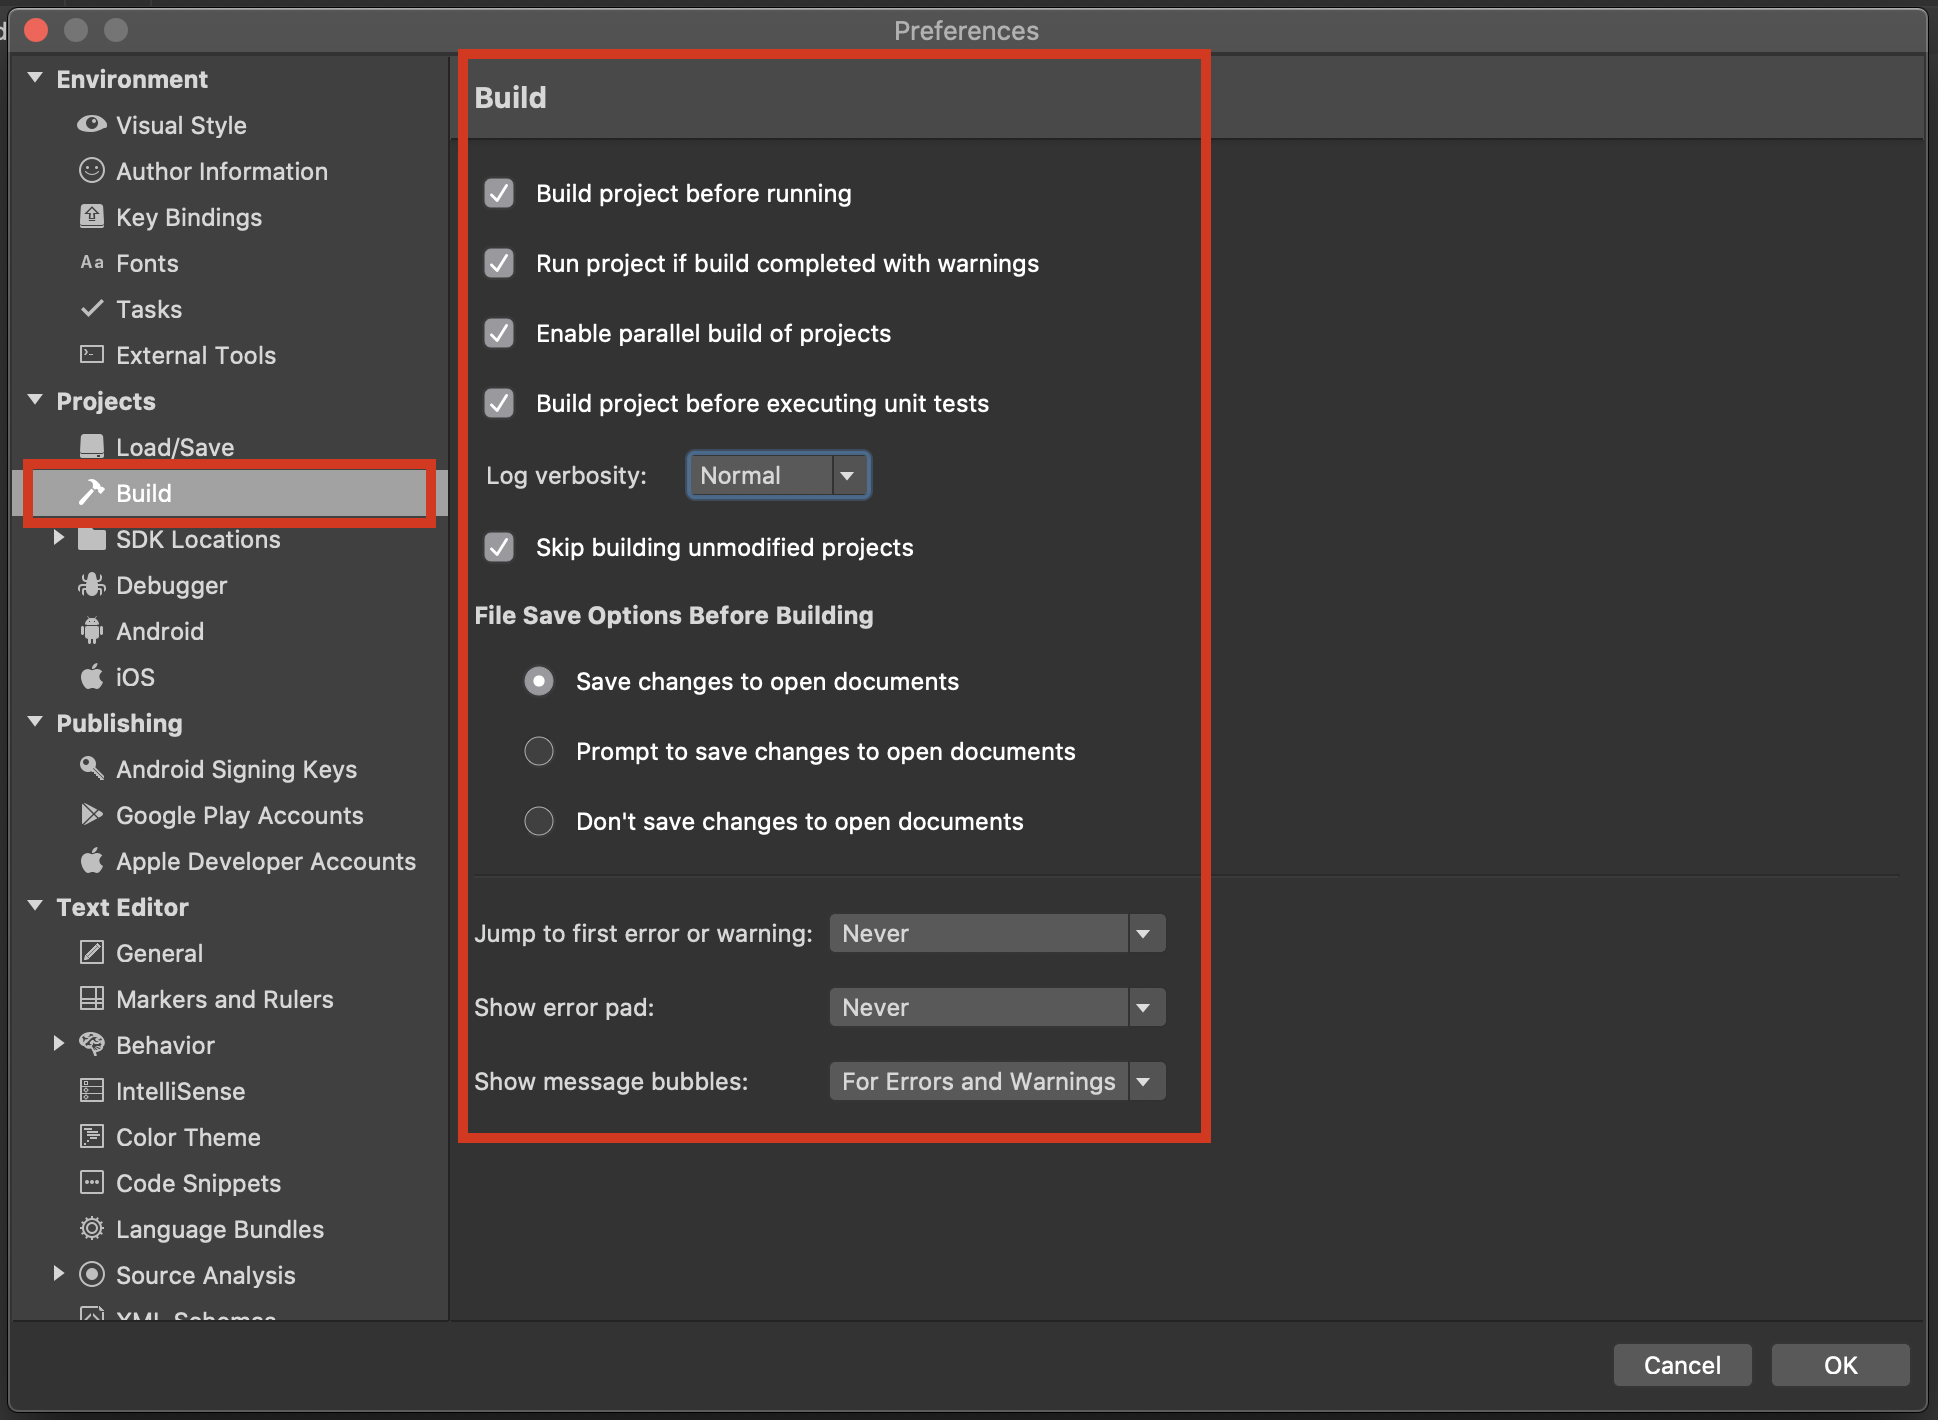 Preferences
Environment
Visual Style
Author Information
Key Bindings
Aa Fonts
Tasks
External Tools
Projects
Load/Save
Build
SDK Locations
Debugger
Android
iOS
Publishing
Android Signing Keys
Google Play Accounts
Apple Developer Accounts
Text Editor
General
Markers and Rulers
Behavior
IntelliSense
Color Theme
Code Snippets
Language Bundles
Source Analysis
XML Schemas
Build
Build project before running
Run project if build completed with warnings
Enable parallel build of projects
Build project before executing unit tests
Log verbosity: Normal
Skip building unmodified projects
File Save Options Before Building
Save changes to open documents
Prompt to save changes to open documents
Don't save changes to open documents
Jump to first error or warning: Never
Show error pad: Never
Show message bubbles: For Errors and Warnings
Cancel OK